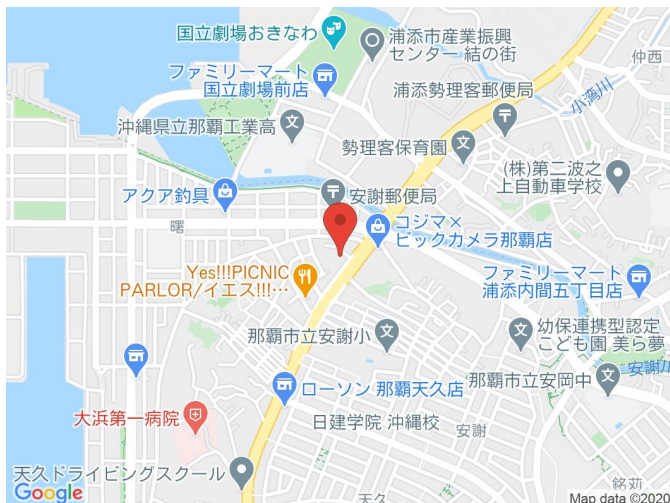 国立劇場おきなわ
浦添市産業振興
センター 結の街
仲西
ファミリーマート
国立劇場前店
浦添勢理客郵便局
小湾川
沖縄県立那覇工業高
勢理客保育園
(株)第二波之
上自動車学校
アクア釣具
安謝郵便局
曙
コジマ×
ビックカメラ那覇店
Yes!!!PICNIC
PARLOR/イエス!!!…
ファミリーマート
浦添内間五丁目店
那覇市立安謝小
幼保連携型認定
こども園 美ら夢
ローソン 那覇天久店
那覇市立安岡中
安謝川
大浜第一病院
日建学院 沖縄校
安謝
天久ドライビングスクール
天久
銘苅
Google
Map data ©2020